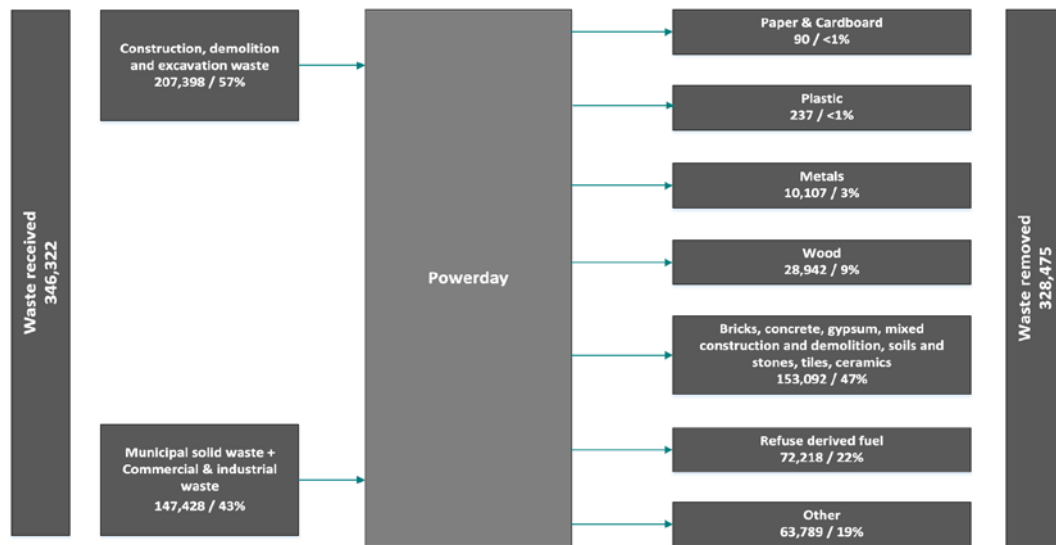 Waste received
346,322
Construction, demolition
and excavation waste
207,398 / 57%
Municipal solid waste +
Commercial & industrial
waste
147,428 / 43%
Powerday
Paper & Cardboard
90 / <1%
Plastic
237 / <1%
Metals
10,107 / 3%
Wood
28,942 / 9%
Bricks, concrete, gypsum, mixed
construction and demolition, soils and
stones, tiles, ceramics
153,092 / 47%
Refuse derived fuel
72,218 / 22%
Other
63,789 / 19%
Waste removed
328,475